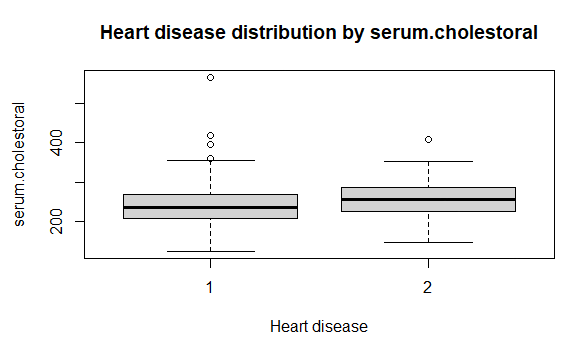 Heart disease distribution by serum.cholestoral
serum.cholestoral
400
200
1 2
Heart disease